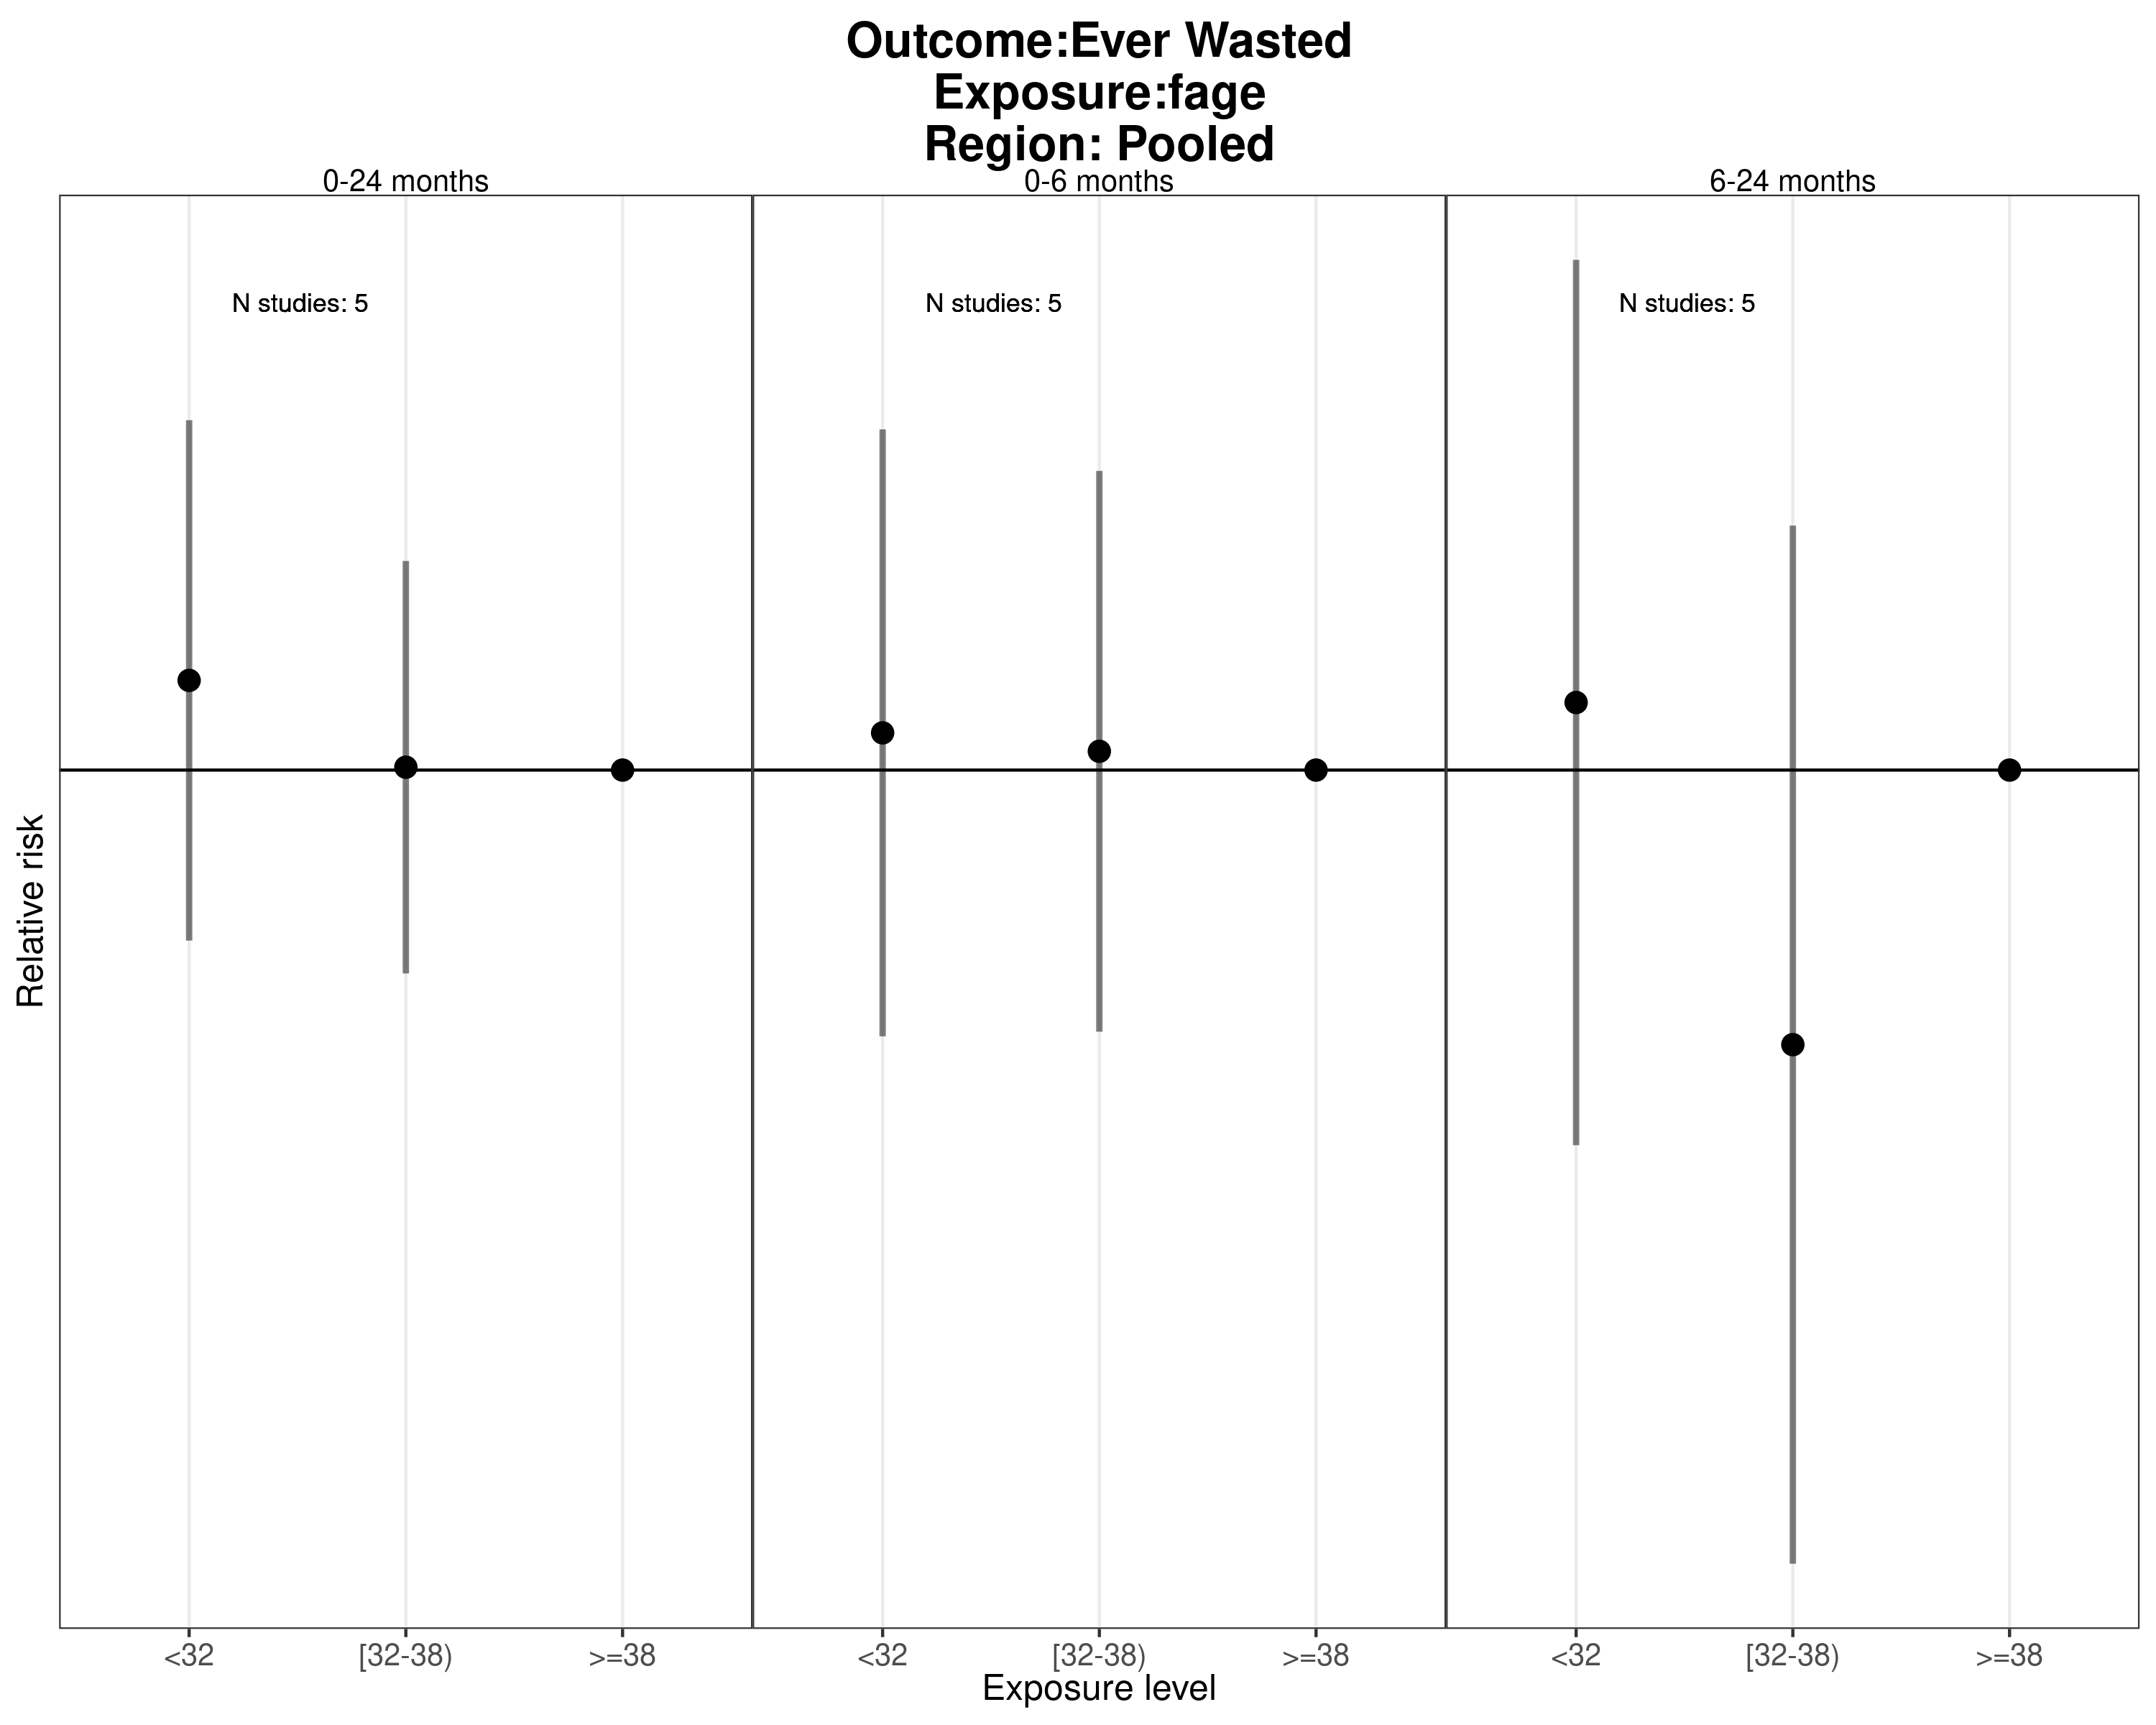 Outcome:Ever Wasted
Exposure:fage
Region: Pooled
0-24 months
0-6 months
6-24 months
N studies: 5
N studies: 5
N studies: 5
Relative risk
<32
[32-38)
>=38
<32
[32-38)
>=38
<32
[32-38)
>=38
Exposure level